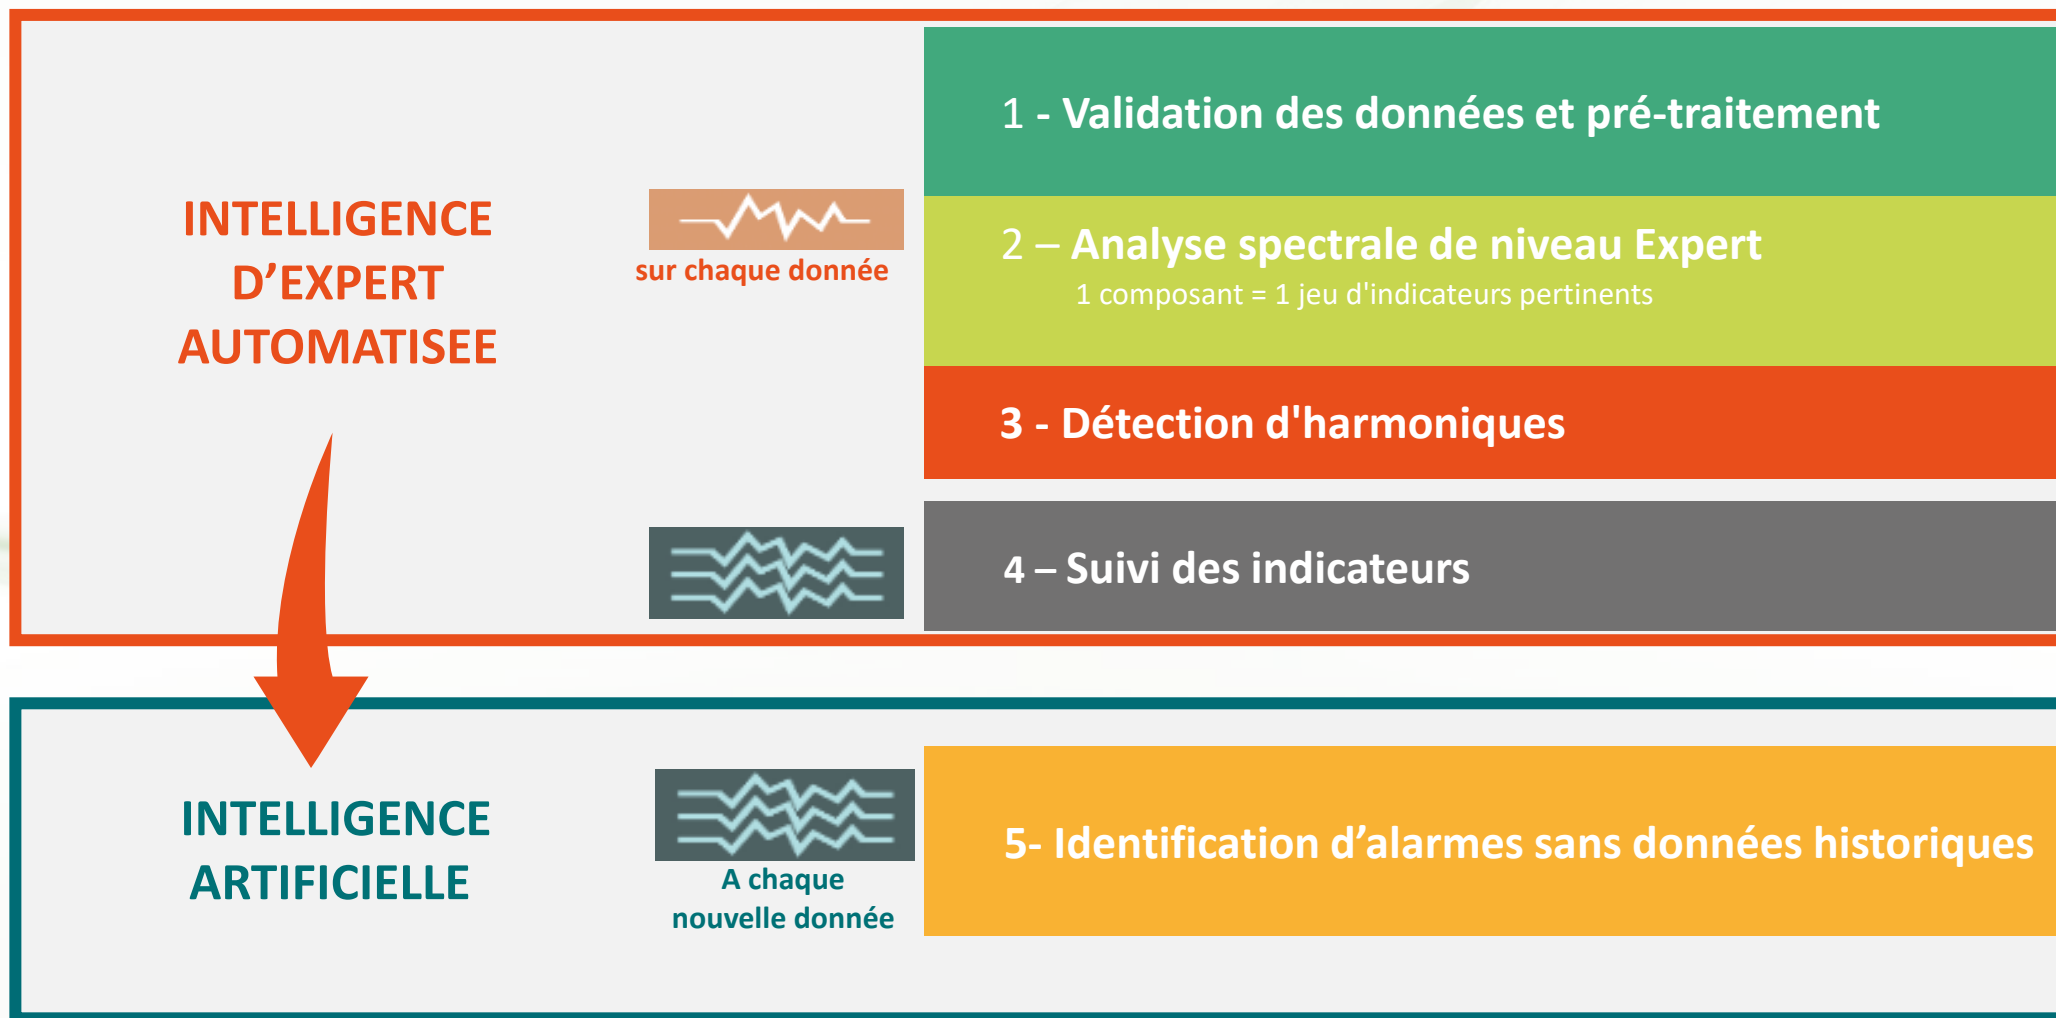 INTELLIGENCE
D’EXPERT
AUTOMATISEE
sur chaque donnée
1 - Validation des données et pré-traitement
2 – Analyse spectrale de niveau Expert
1 composant = 1 jeu d'indicateurs pertinents
3 - Détection d'harmoniques
4 – Suivi des indicateurs
INTELLIGENCE
ARTIFICIELLE
A chaque
nouvelle donnée
5- Identification d’alarmes sans données historiques